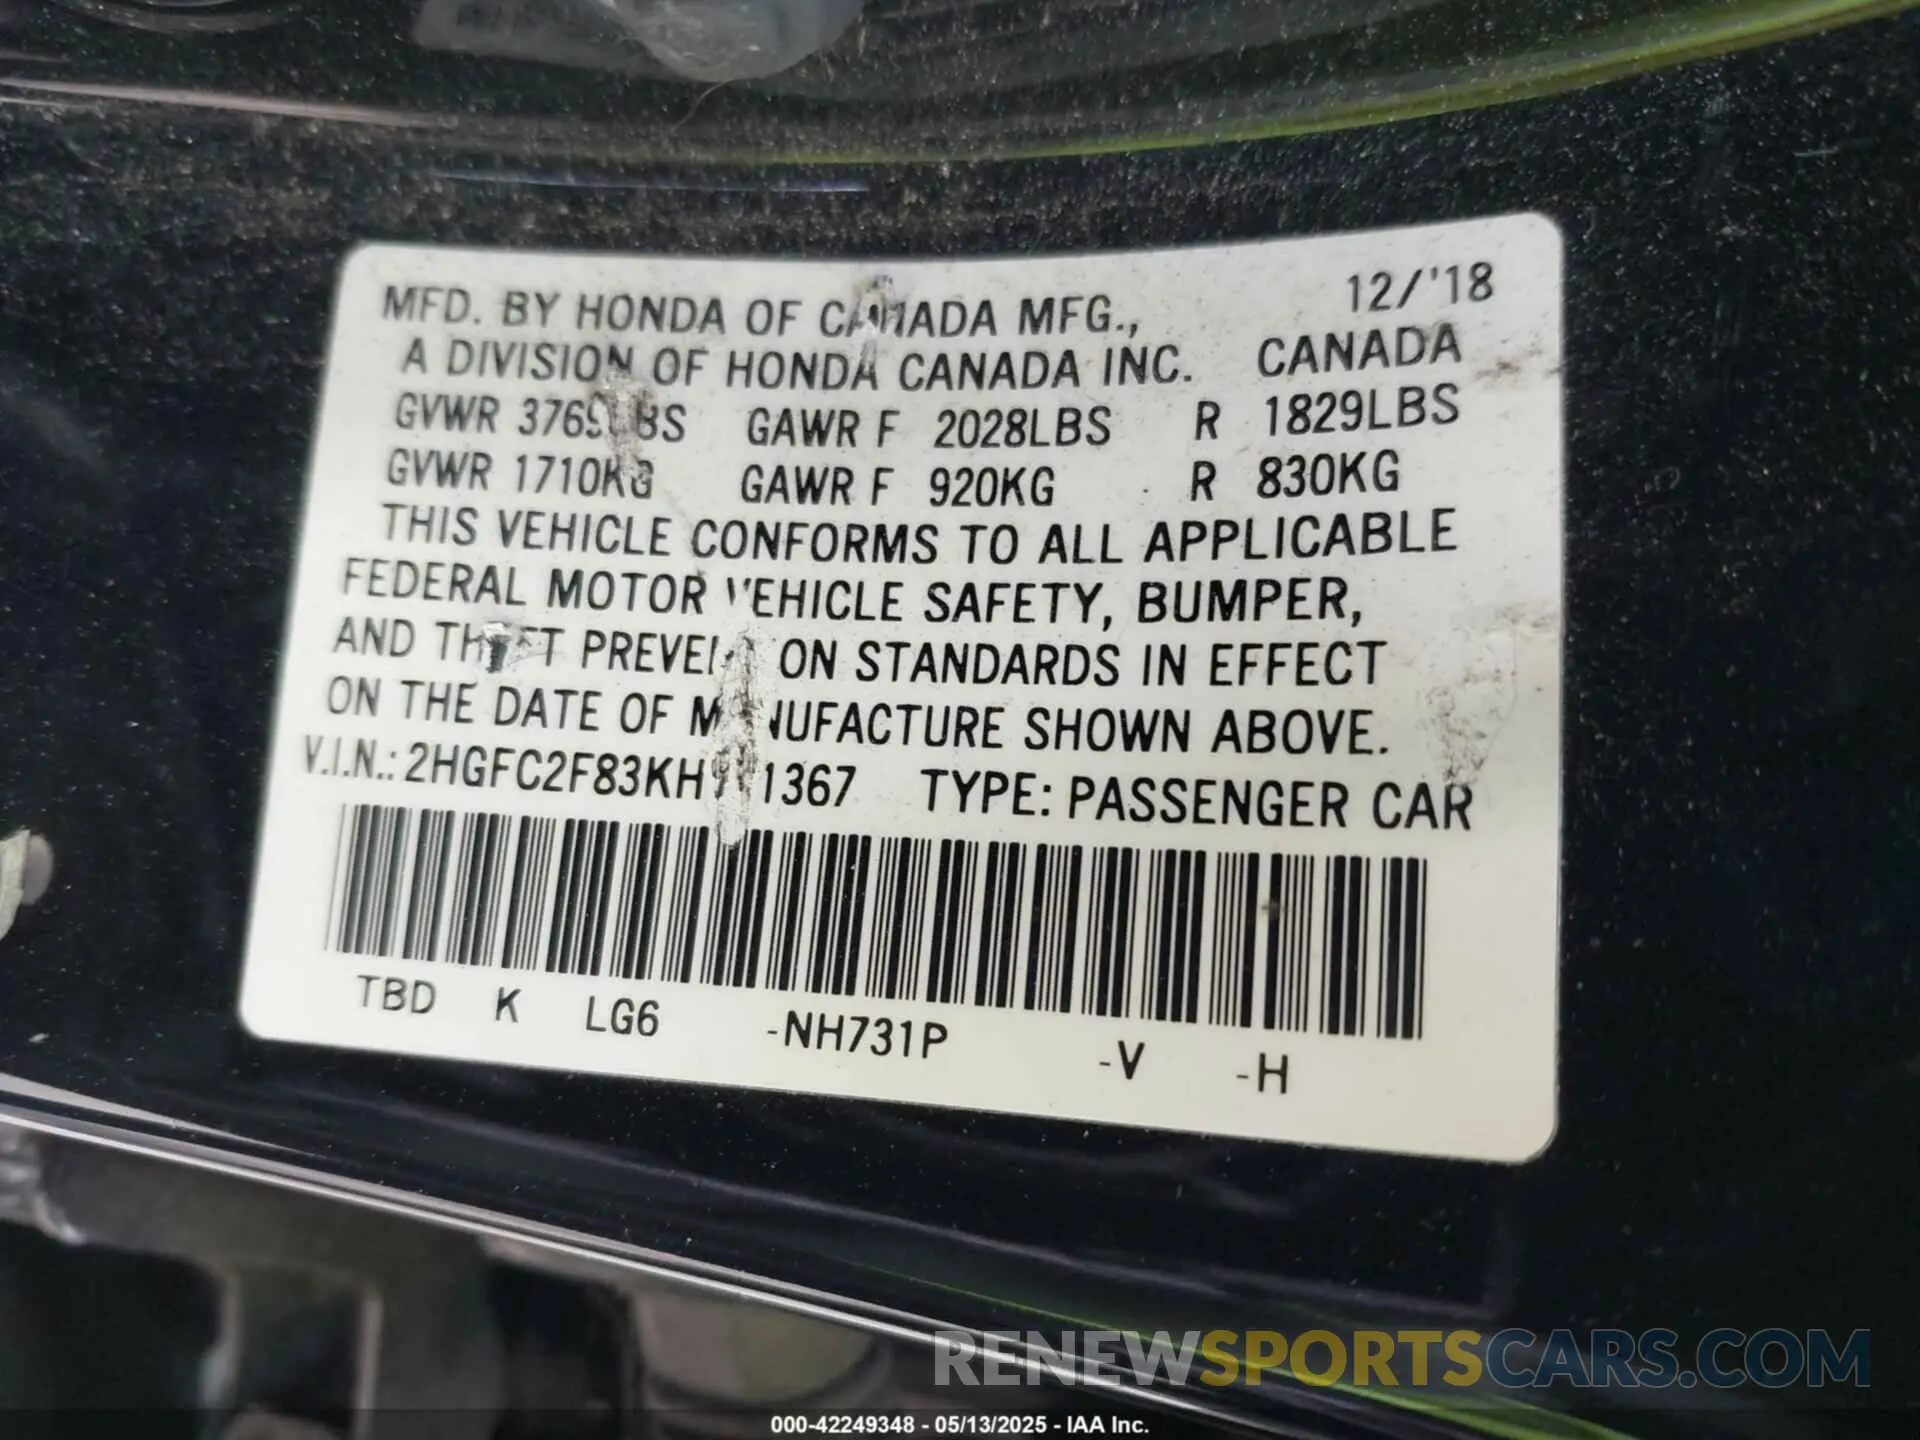 MFD. BY HONDA OF CANADA MFG., 12/'18
A DIVISION OF HONDA CANADA INC. CANADA
GVWR 3769LBS GAWR F 2028LBS R 1829LBS
GVWR 1710KG GAWR F 920KG R 830KG
THIS VEHICLE CONFORMS TO ALL APPLICABLE
FEDERAL MOTOR VEHICLE SAFETY, BUMPER,
AND THEFT PREVENTION STANDARDS IN EFFECT
ON THE DATE OF MANUFACTURE SHOWN ABOVE.
V.I.N.: TYPE: PASSENGER CAR
TBD K LG6 -NH731P -V -H
RENEWSPORTSCARS.COM
000-42249348 - 05/13/2025 - IAA Inc.